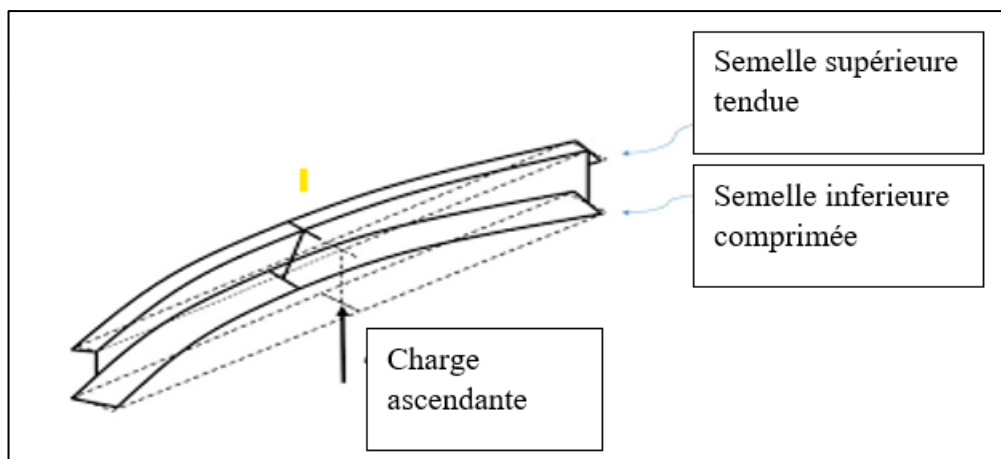 Semelle supérieure
tendue
Semelle inferieure
comprimée
Charge
ascendante